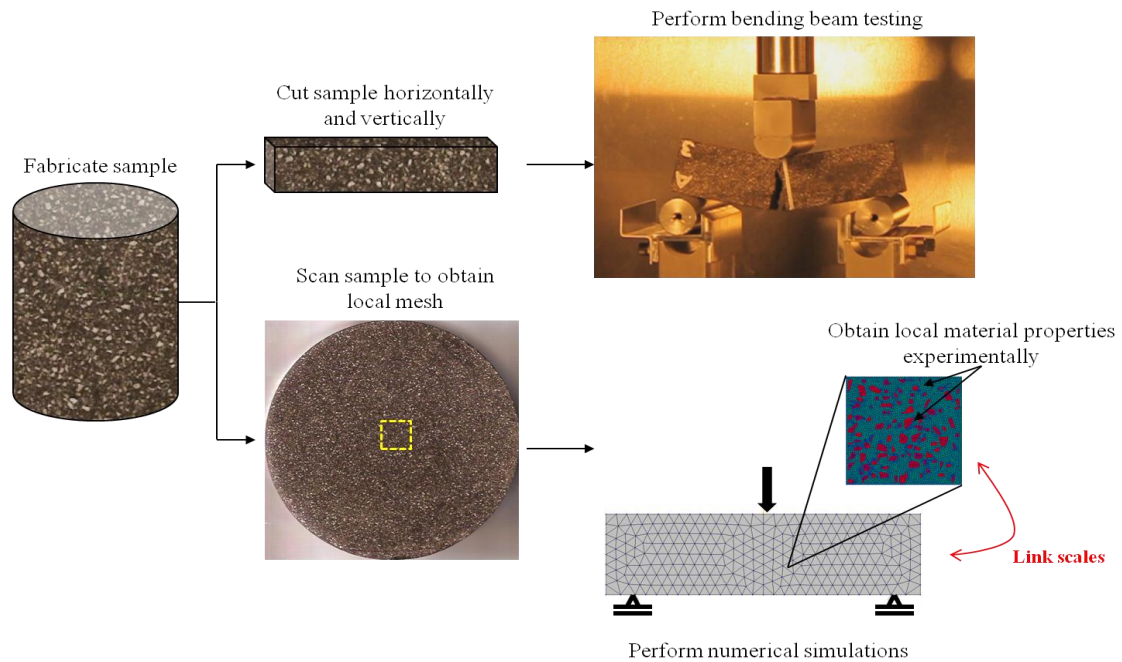 Perform bending beam testing
Cut sample horizontally
and vertically
Fabricate sample
Scan sample to obtain
local mesh
Obtain local material properties
experimentally
Link scales
Perform numerical simulations